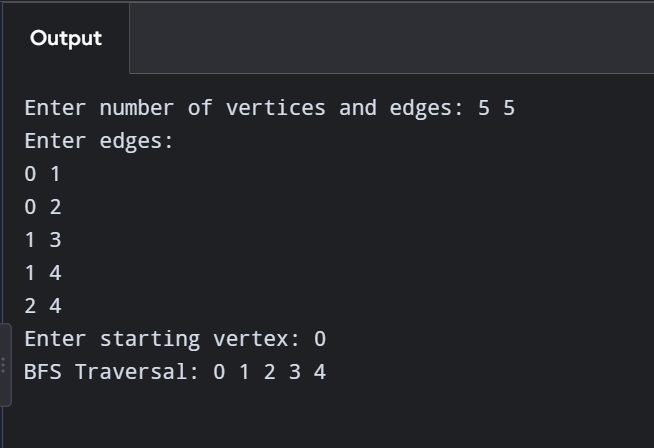 Output
Enter number of vertices and edges: 5 5
Enter edges:
0 1
0 2
1 3
1 4
2 4
Enter starting vertex: 0
BFS Traversal: 0 1 2 3 4